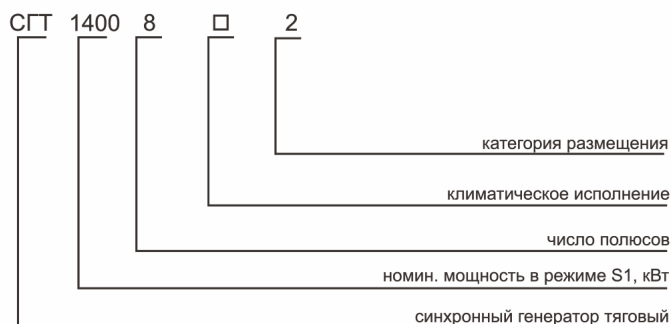 СГТ 1400 8 □ 2
категория размещения
климатическое исполнение
число полюсов
номин. мощность в режиме S1, кВт
синхронный генератор тяговый